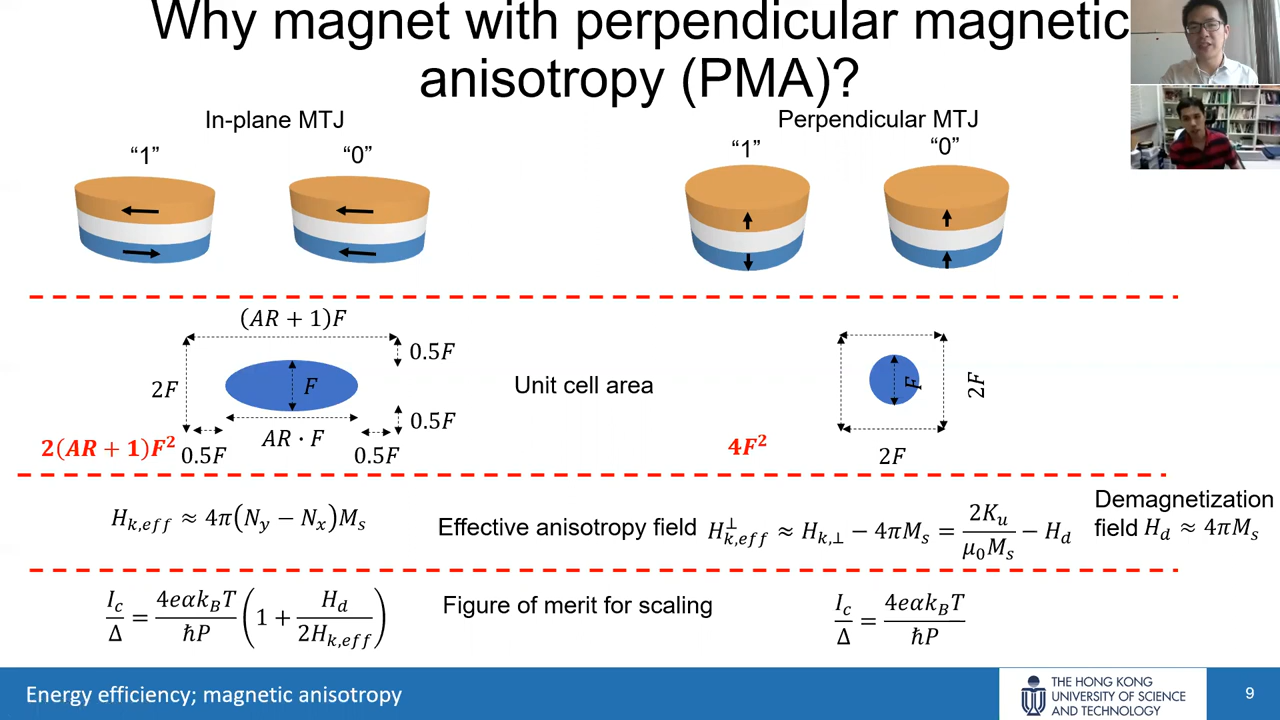 Why magnet with perpendicular magnetic
anisotropy (PMA)?
In-plane MTJ
Perpendicular MTJ
“1”
“0”
“1”
“0”
(AR + 1)F
0.5F
2F
F
0.5F
AR · F
0.5F
0.5F
2(AR + 1)F²
Unit cell area
F
2F
2F
4F²
H_{k,eff} ≈ 4π(N_y − N_x)M_s
Effective anisotropy field
H^⊥_{k,eff} ≈ H_{k,⊥} − 4πM_s = 2K_u / μ_0M_s − H_d
Demagnetization
field H_d ≈ 4πM_s
I_c / Δ = 4eαk_BT / ħP (1 + H_d / 2H_{k,eff})
Figure of merit for scaling
I_c / Δ = 4eαk_BT / ħP
Energy efficiency; magnetic anisotropy
THE HONG KONG
UNIVERSITY OF SCIENCE
AND TECHNOLOGY
9